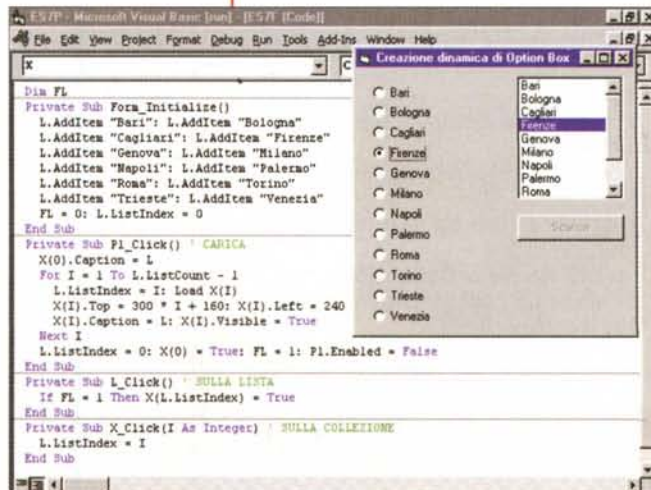 ES7P - Microsoft Visual Basic [run] - [ES7F (Code)]
File Edit View Project Format Debug Run Tools Add-Ins Window Help
X
Dim FL
Private Sub Form_Initialize()
L.AddItem "Bari": L.AddItem "Bologna"
L.AddItem "Cagliari": L.AddItem "Firenze"
L.AddItem "Genova": L.AddItem "Milano"
L.AddItem "Napoli": L.AddItem "Palermo"
L.AddItem "Roma": L.AddItem "Torino"
L.AddItem "Trieste": L.AddItem "Venezia"
FL = 0: L.ListIndex = 0
End Sub
Private Sub P1_Click() ' CARICA
X(0).Caption = L
For I = 1 To L.ListCount - 1
L.ListIndex = I: Load X(I)
X(I).Top = 300 * I + 160: X(I).Left = 240
X(I).Caption = L: X(I).Visible = True
Next I
L.ListIndex = 0: X(0) = True: FL = 1: P1.Enabled = False
End Sub
Private Sub L_Click() ' SULLA LISTA
If FL = 1 Then X(L.ListIndex) = True
End Sub
Private Sub X_Click(I As Integer) ' SULLA COLLEZIONE
L.ListIndex = I
End Sub
Creazione dinamica di Option Box
Bari
Bologna
Cagliari
Firenze
Genova
Milano
Napoli
Palermo
Roma
Torino
Trieste
Venezia
Bari
Bologna
Cagliari
Firenze
Genova
Milano
Napoli
Palermo
Roma